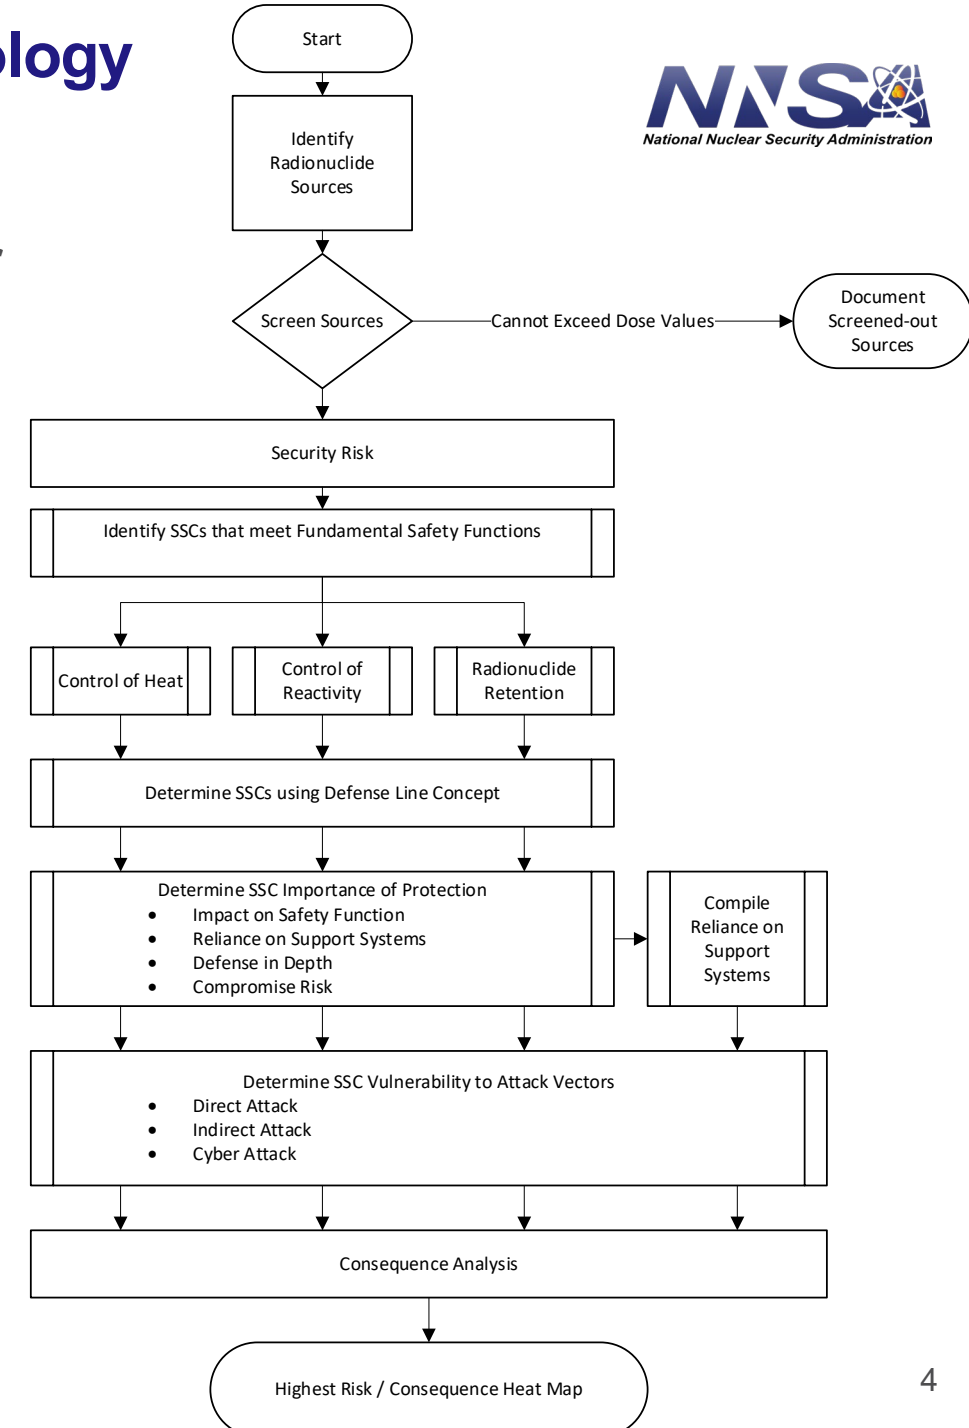 ology
Start
NNSA
National Nuclear Security Administration
Identify
Radionuclide
Sources
Screen Sources
Cannot Exceed Dose Values
Document
Screened-out
Sources
Security Risk
Identify SSCs that meet Fundamental Safety Functions
Control of Heat
Control of
Reactivity
Radionuclide
Retention
Determine SSCs using Defense Line Concept
Determine SSC Importance of Protection
• Impact on Safety Function
• Reliance on Support Systems
• Defense in Depth
• Compromise Risk
Compile
Reliance on
Support
Systems
Determine SSC Vulnerability to Attack Vectors
• Direct Attack
• Indirect Attack
• Cyber Attack
Consequence Analysis
Highest Risk / Consequence Heat Map
4